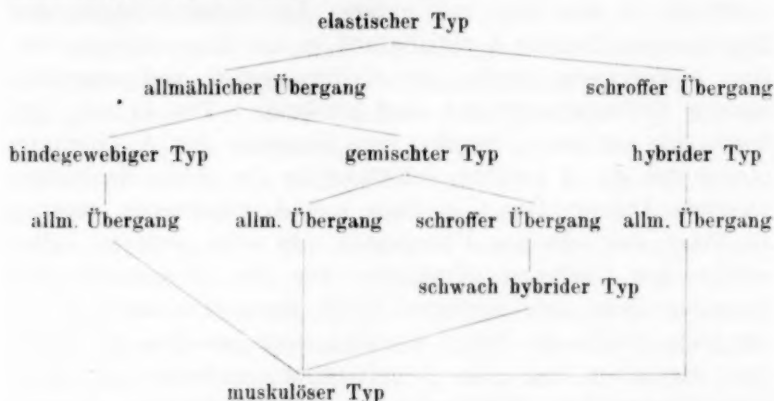 elastischer Typ
allmählicher Übergang schroffer Übergang
bindegewebiger Typ gemischter Typ hybrider Typ
allm. Übergang allm. Übergang schroffer Übergang allm. Übergang
schwach hybrider Typ
muskulöser Typ